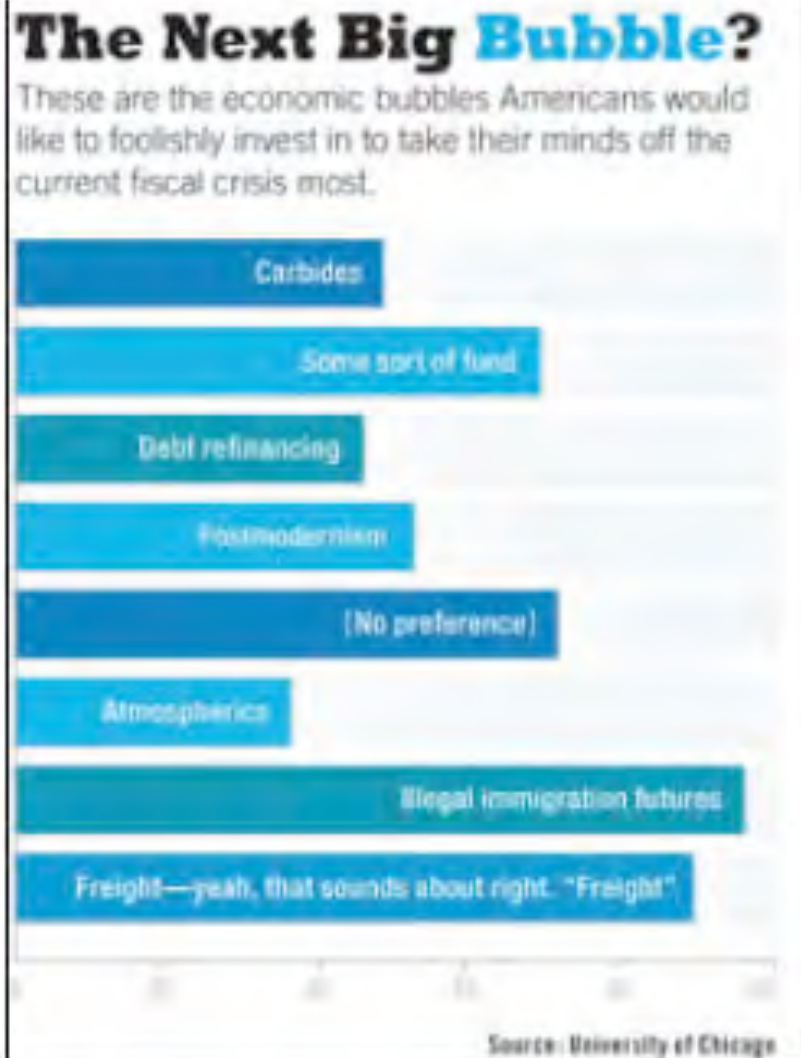 The Next Big Bubble?
These are the economic bubbles Americans would
like to foolishly invest in to take their minds off the
current fiscal crisis most.
Carbides
Some sort of fund
Debt refinancing
Postmodernism
(No preference)
Atmospherics
Illegal immigration futures
Freight—yeah, that sounds about right. "Freight"
Source: University of Chicago